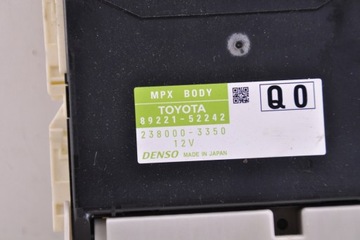 MPX BODY
TOYOTA
89221-52242
Q0
238000-3350
12V
DENSO MADE IN JAPAN